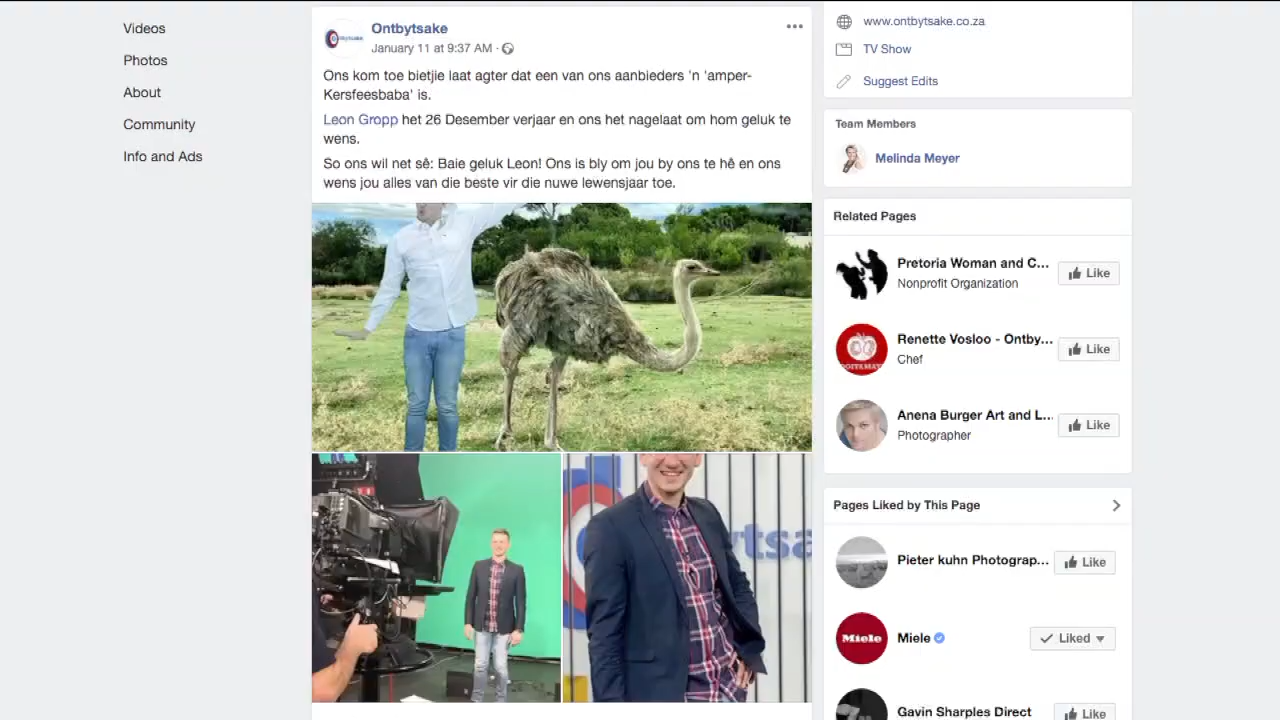 Videos
Photos
About
Community
Info and Ads
Ontbytsake
Ontbytsake
January 11 at 9:37 AM ·
Ons kom toe bietjie laat agter dat een van ons aanbieders 'n 'amper-
Kersfeesbaba' is.
Leon Gropp het 26 Desember verjaar en ons het nagelaat om hom geluk te
wens.
So ons wil net sê: Baie geluk Leon! Ons is bly om jou by ons te hê en ons
wens jou alles van die beste vir die nuwe lewensjaar toe.
ntbytsa
www.ontbytsake.co.za
TV Show
Suggest Edits
Team Members
Melinda Meyer
Related Pages
Pretoria Woman and C...
Nonprofit Organization
Like
Renette Vosloo - Ontby...
Chef
Like
Anena Burger Art and L...
Photographer
Like
Pages Liked by This Page
Pieter kuhn Photograp...
Like
Miele
Miele
Liked
Gavin Sharples Direct
Like